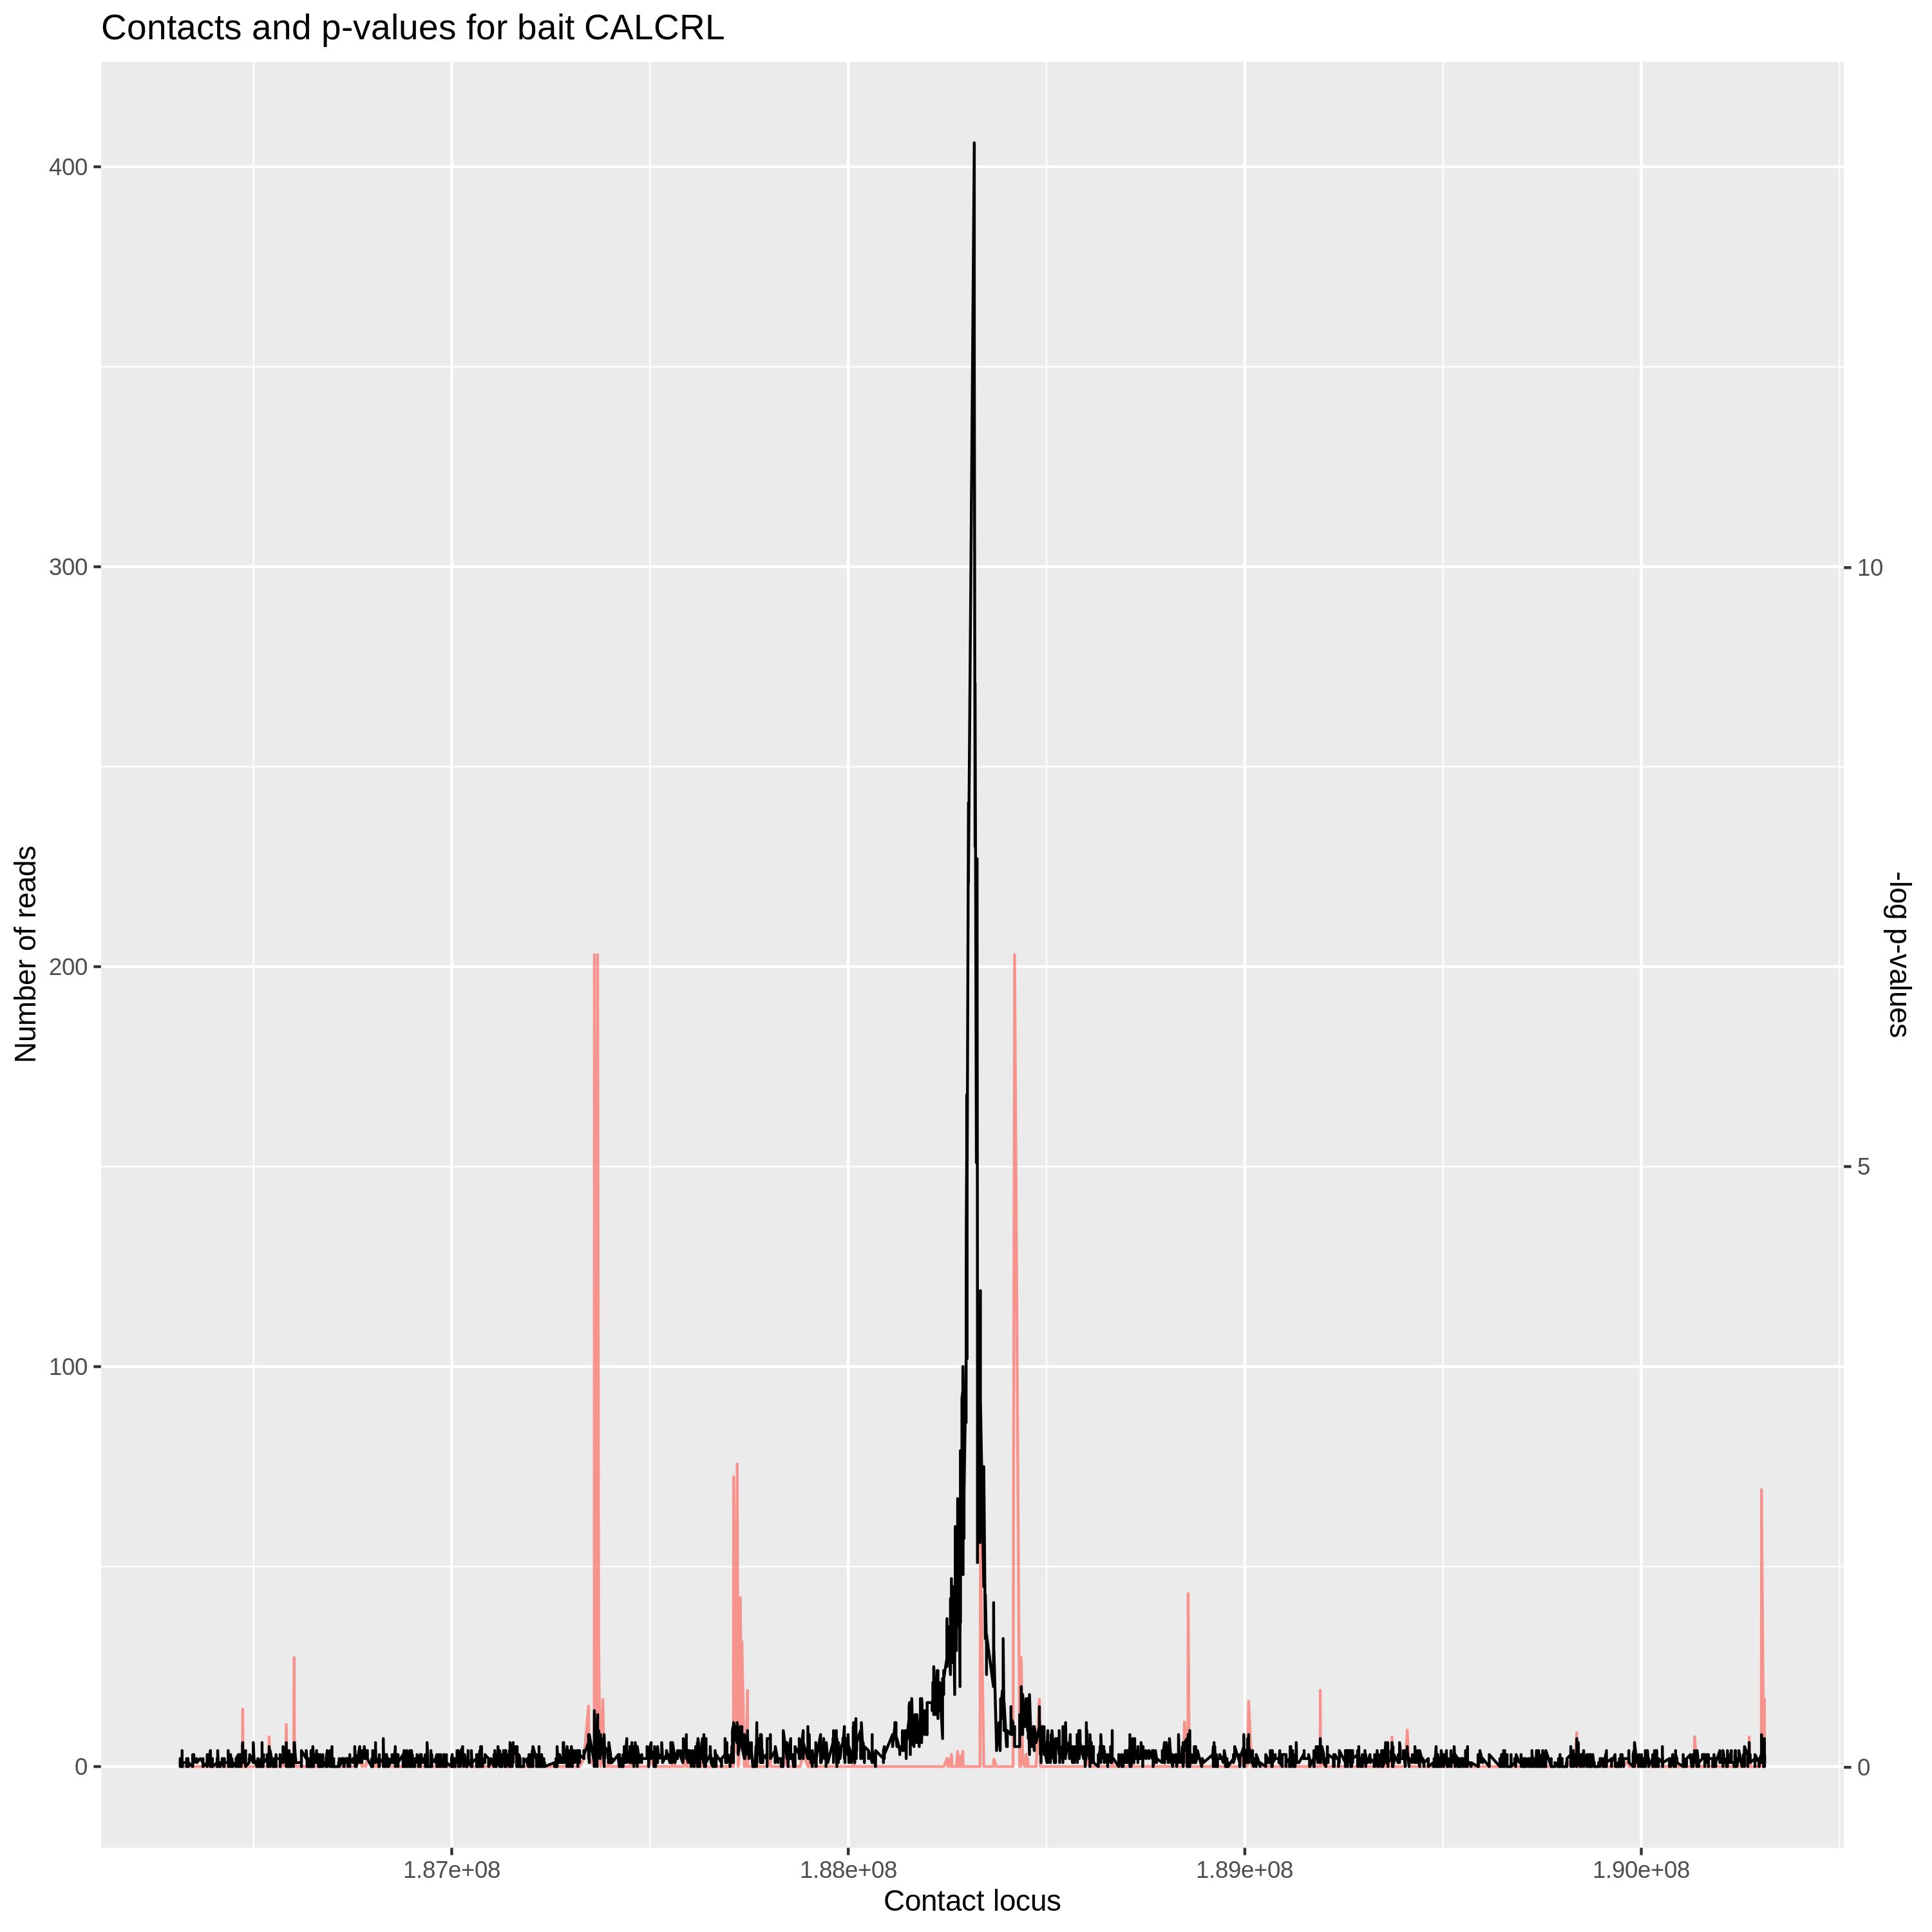 Contacts and p-values for bait CALCRL
400
300
200
100
0
Number of reads
10
5
0
-log p-values
1.87e+08
1.88e+08
1.89e+08
1.90e+08
Contact locus